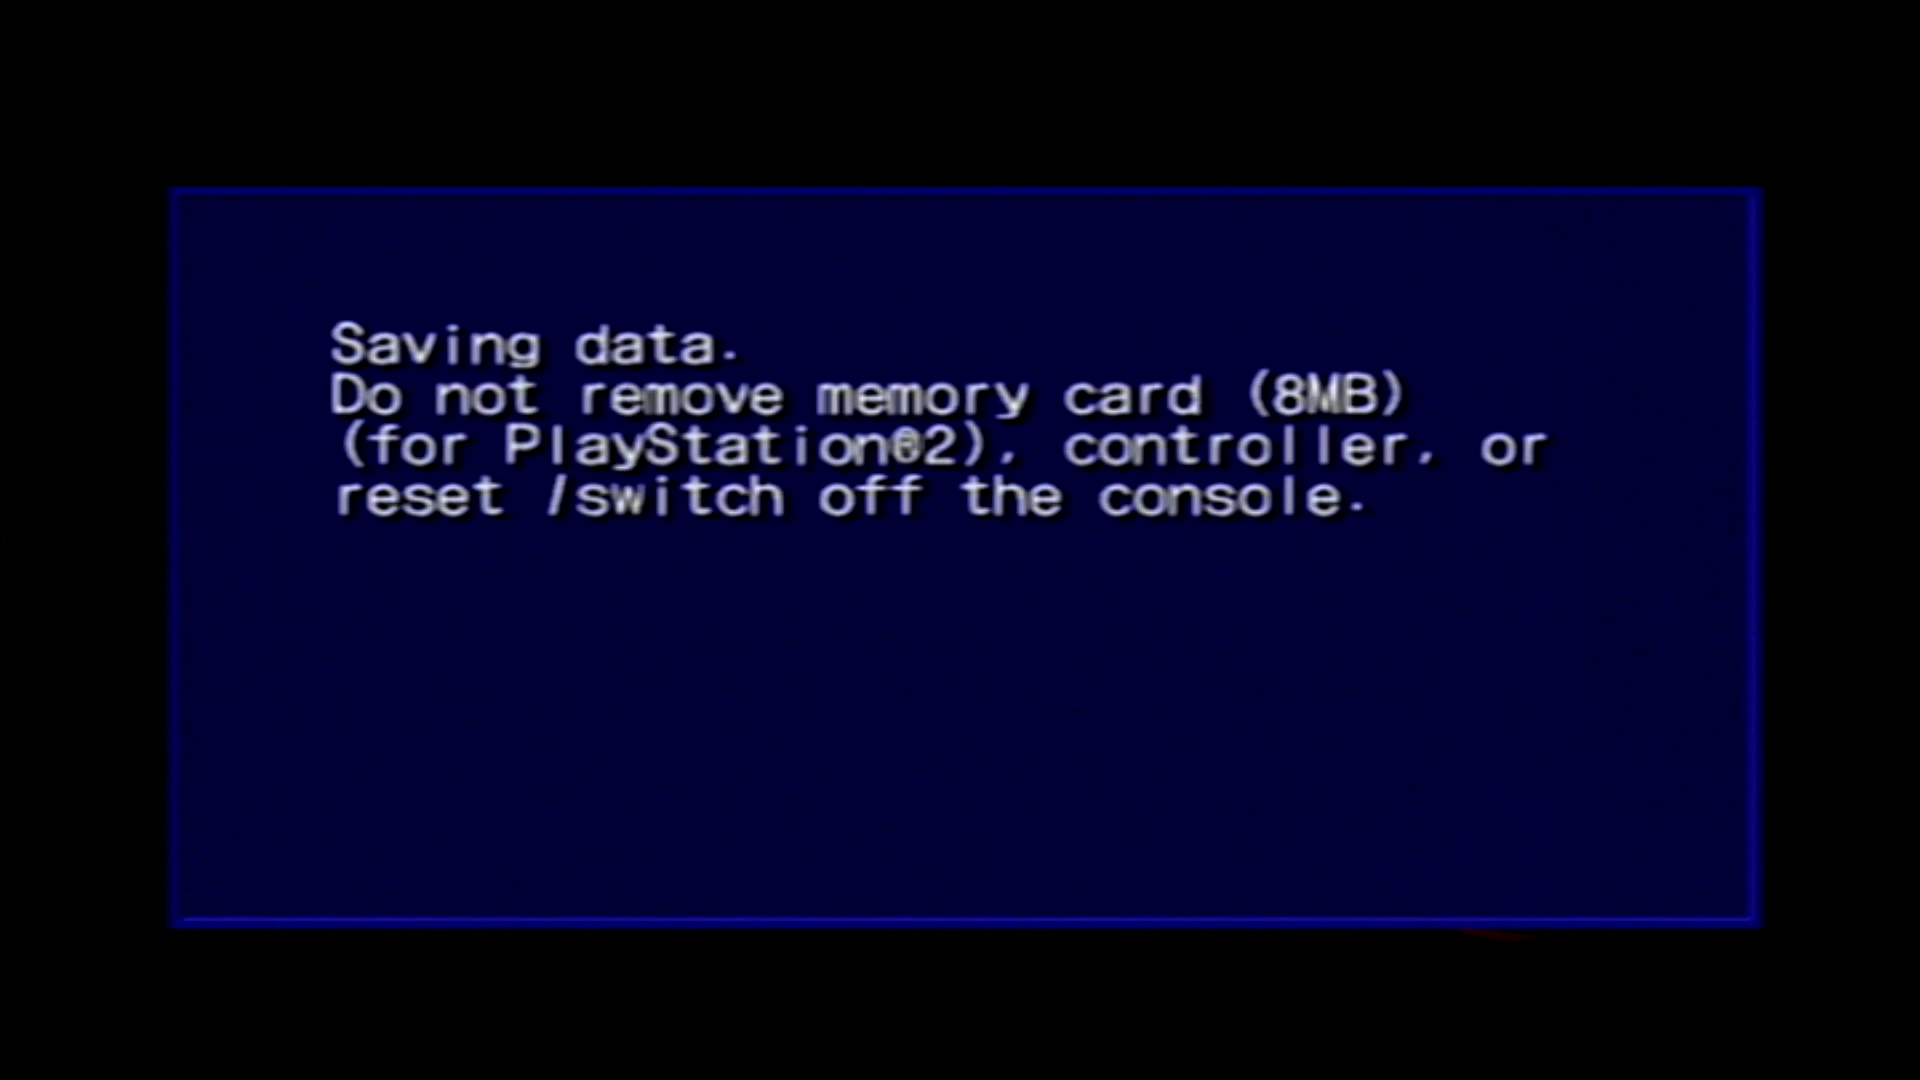 Saving data.
Do not remove memory card (8MB)
(for PlayStation®2), controller, or
reset /switch off the console.